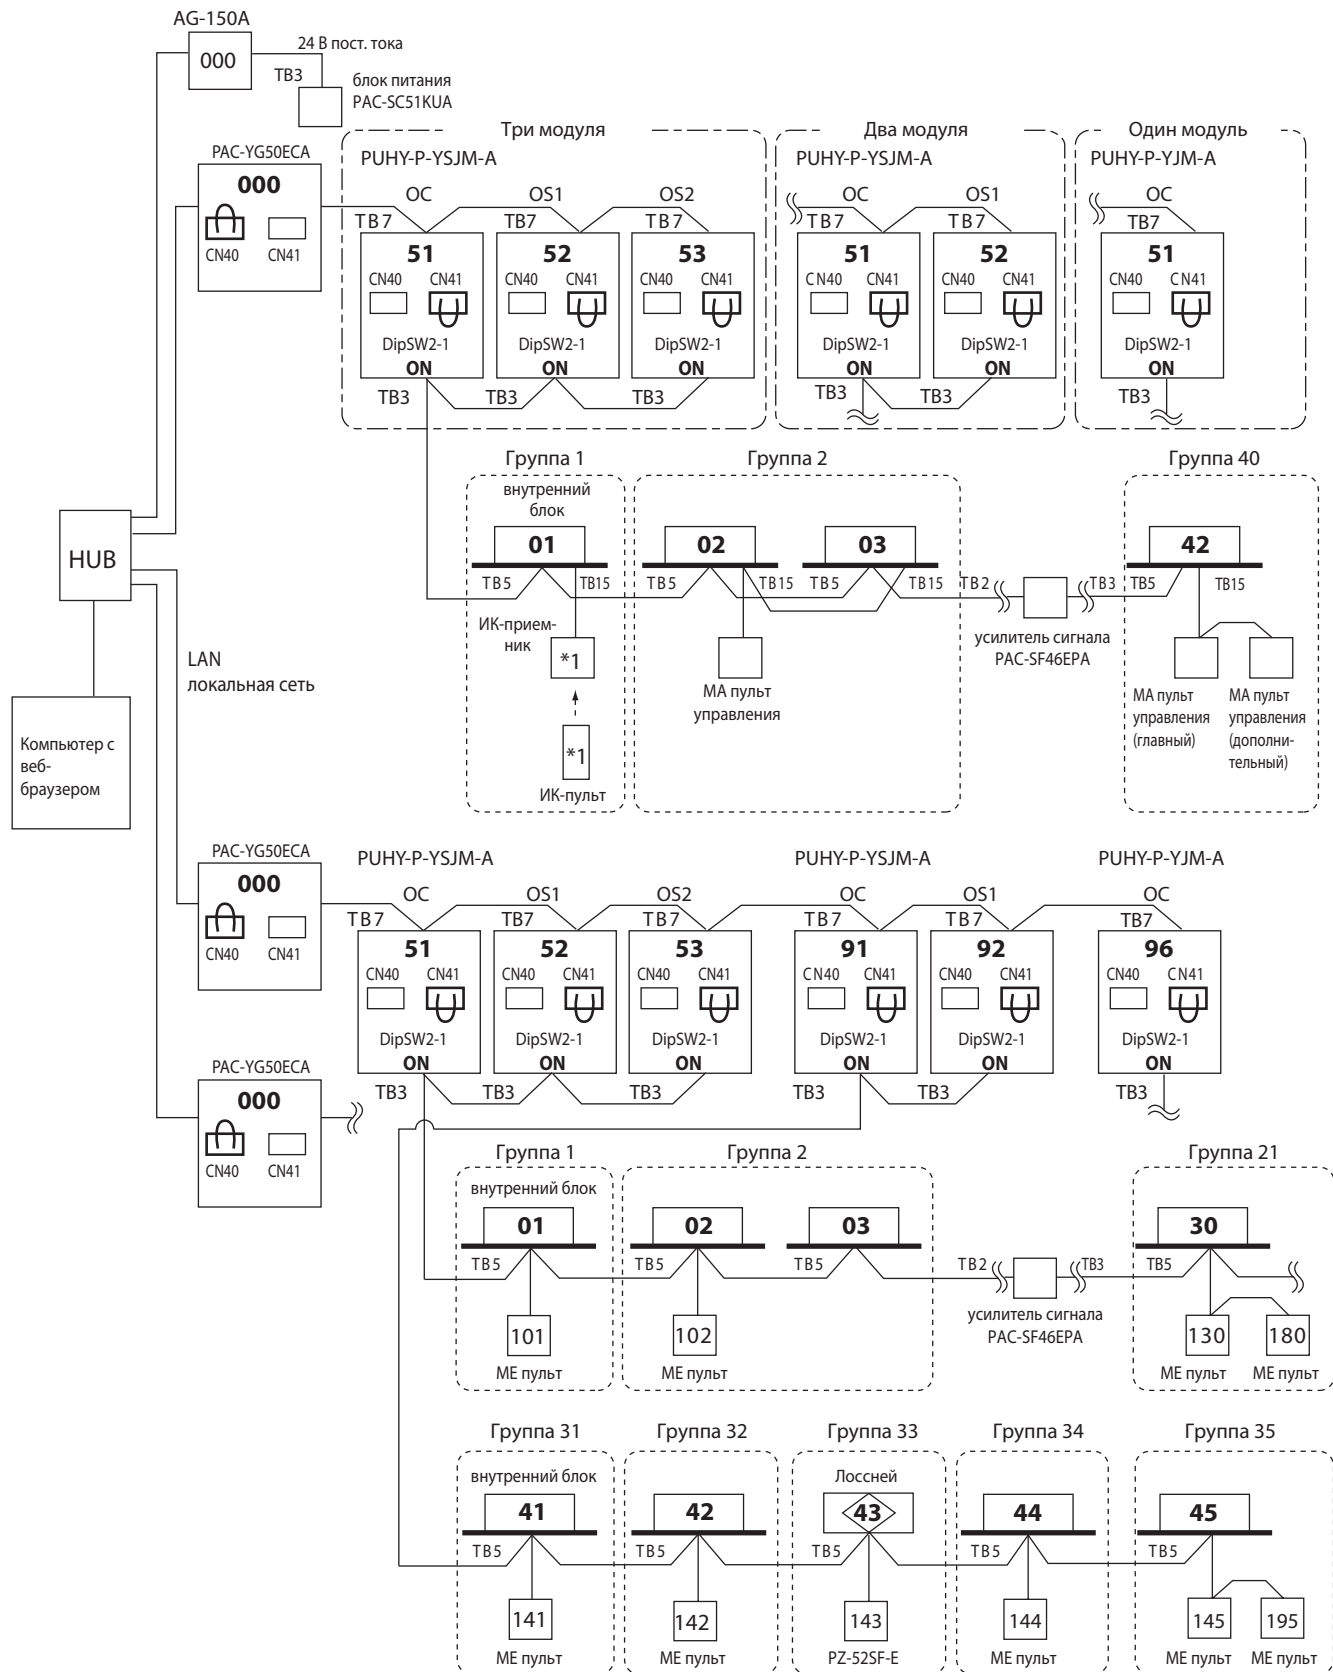 AG-150A
000
24 В пост. тока
TB3
блок питания
PAC-SC51KUA
PAC-YG50ECA
000
CN40 CN41
Три модуля
PUHY-P-YSJM-A
OC OS1 OS2
TB7 TB7 TB7
51 52 53
CN40 CN41 CN40 CN41 CN40 CN41
DipSW2-1 DipSW2-1 DipSW2-1
ON ON ON
TB3 TB3 TB3
Два модуля
PUHY-P-YSJM-A
OC OS1
TB7 TB7
51 52
CN40 CN41 CN40 CN41
DipSW2-1 DipSW2-1
ON ON
TB3 TB3
Один модуль
PUHY-P-YJM-A
OC
TB7
51
CN40 CN41
DipSW2-1
ON
TB3
HUB
LAN
локальная сеть
Компьютер с
веб-
браузером
Группа 1
внутренний
блок
01
TB5 TB15
ИК-прием-
ник
*1
*1
ИК-пульт
Группа 2
02 03
TB5 TB15 TB5 TB15
МА пульт
управления
TB2 TB3
усилитель сигнала
PAC-SF46EPA
Группа 40
42
TB5 TB15
МА пульт
управления
(главный)
МА пульт
управления
(дополни-
тельный)
PAC-YG50ECA
000
CN40 CN41
PUHY-P-YSJM-A
OC OS1 OS2
TB7 TB7 TB7
51 52 53
CN40 CN41 CN40 CN41 CN40 CN41
DipSW2-1 DipSW2-1 DipSW2-1
ON ON ON
TB3 TB3 TB3
PUHY-P-YSJM-A
OC OS1
TB7 TB7
91 92
CN40 CN41 CN40 CN41
DipSW2-1 DipSW2-1
ON ON
TB3 TB3
PUHY-P-YJM-A
OC
TB7
96
CN40 CN41
DipSW2-1
ON
TB3
PAC-YG50ECA
000
CN40 CN41
Группа 1
внутренний блок
01
TB5
101
МЕ пульт
Группа 2
02 03
TB5 TB5
102
МЕ пульт
TB2 TB3
усилитель сигнала
PAC-SF46EPA
Группа 21
30
TB5
130 180
МЕ пульт МЕ пульт
Группа 31
внутренний блок
41
TB5
141
МЕ пульт
Группа 32
42
TB5
142
МЕ пульт
Группа 33
Лоссней
43
TB5
143
PZ-52SF-E
Группа 34
44
TB5
144
МЕ пульт
Группа 35
45
TB5
145 195
МЕ пульт МЕ пульт